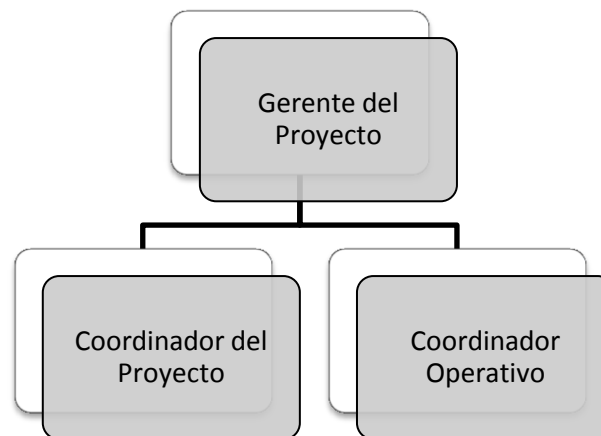 Gerente del
Proyecto
Coordinador del
Proyecto
Coordinador
Operativo